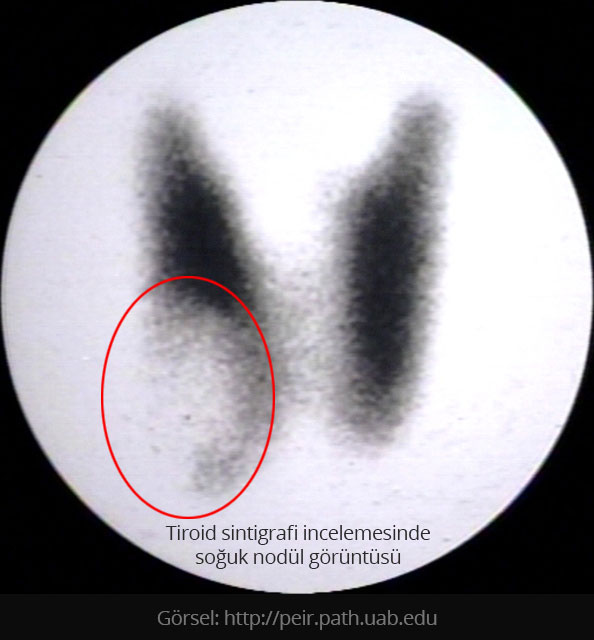 Tiroid sintigrafi incelemesinde
soğuk nodül görüntüsü
Görsel: http://peir.path.uab.edu